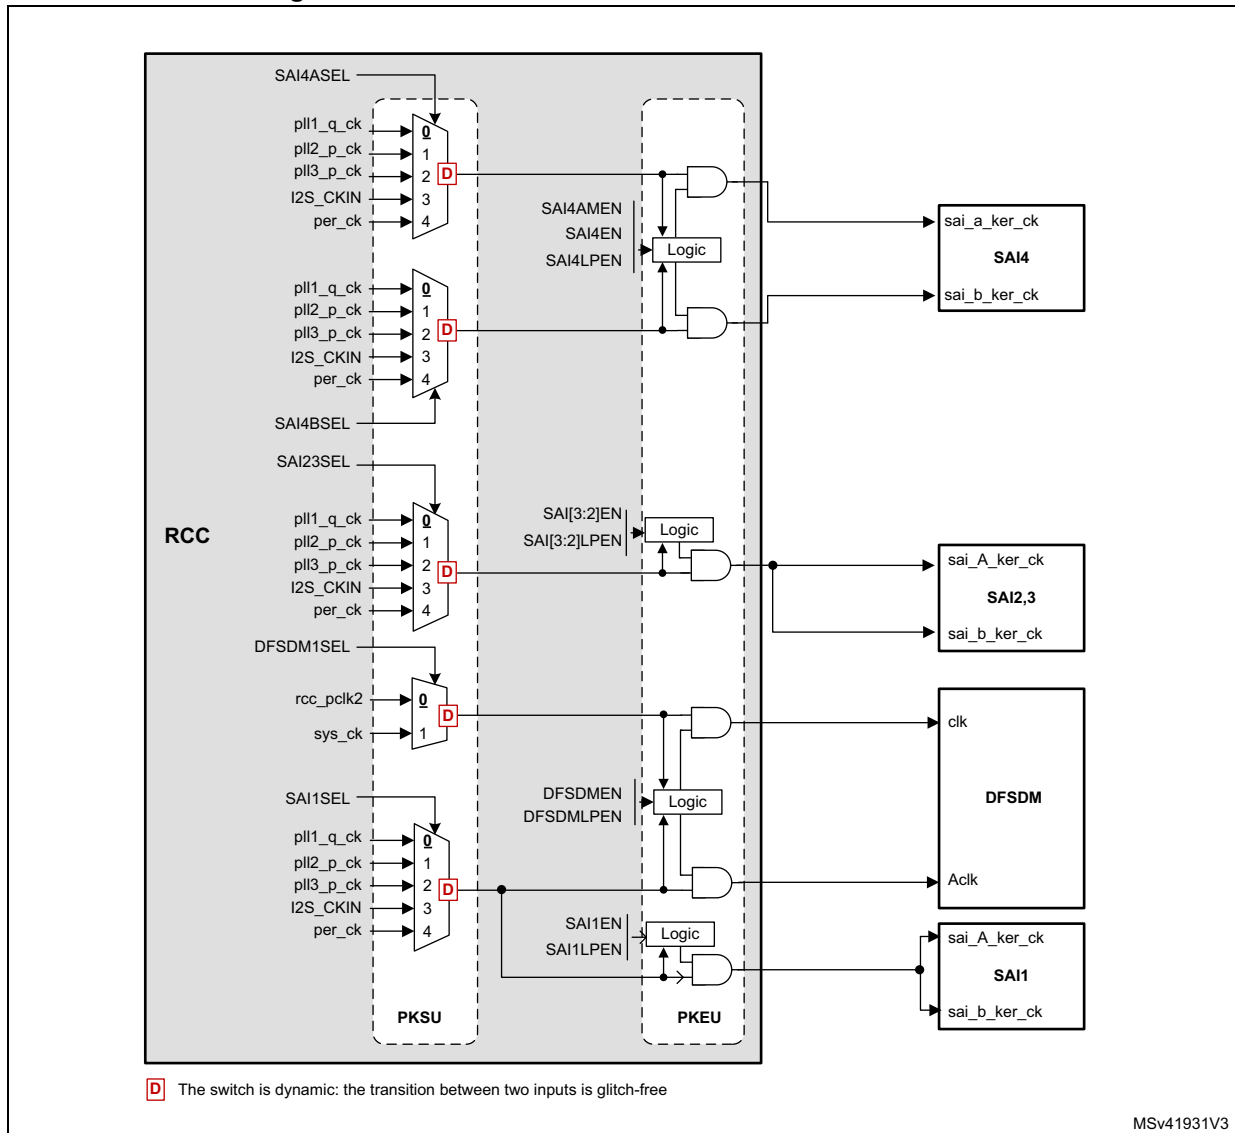 SAI4ASEL
pll1_q_ck
0
pll2_p_ck
1
pll3_p_ck
2
D
I2S_CKIN
3
per_ck
4
SAI4AMEN
SAI4EN
SAI4LPEN
Logic
sai_a_ker_ck
SAI4
sai_b_ker_ck
pll1_q_ck
0
pll2_p_ck
1
pll3_p_ck
2
D
I2S_CKIN
3
per_ck
4
SAI4BSEL
SAI23SEL
RCC
pll1_q_ck
0
pll2_p_ck
1
pll3_p_ck
2
D
I2S_CKIN
3
per_ck
4
SAI[3:2]EN
SAI[3:2]LPEN
Logic
sai_A_ker_ck
SAI2,3
sai_b_ker_ck
DFSDM1SEL
rcc_pclk2
0
D
sys_ck
1
clk
DFSDM
Aclk
DFSDMEN
DFSDMLPEN
Logic
SAI1SEL
pll1_q_ck
0
pll2_p_ck
1
pll3_p_ck
2
D
I2S_CKIN
3
per_ck
4
SAI1EN
SAI1LPEN
Logic
sai_A_ker_ck
SAI1
sai_b_ker_ck
PKSU
PKEU
D The switch is dynamic: the transition between two inputs is glitch-free
MSv41931V3